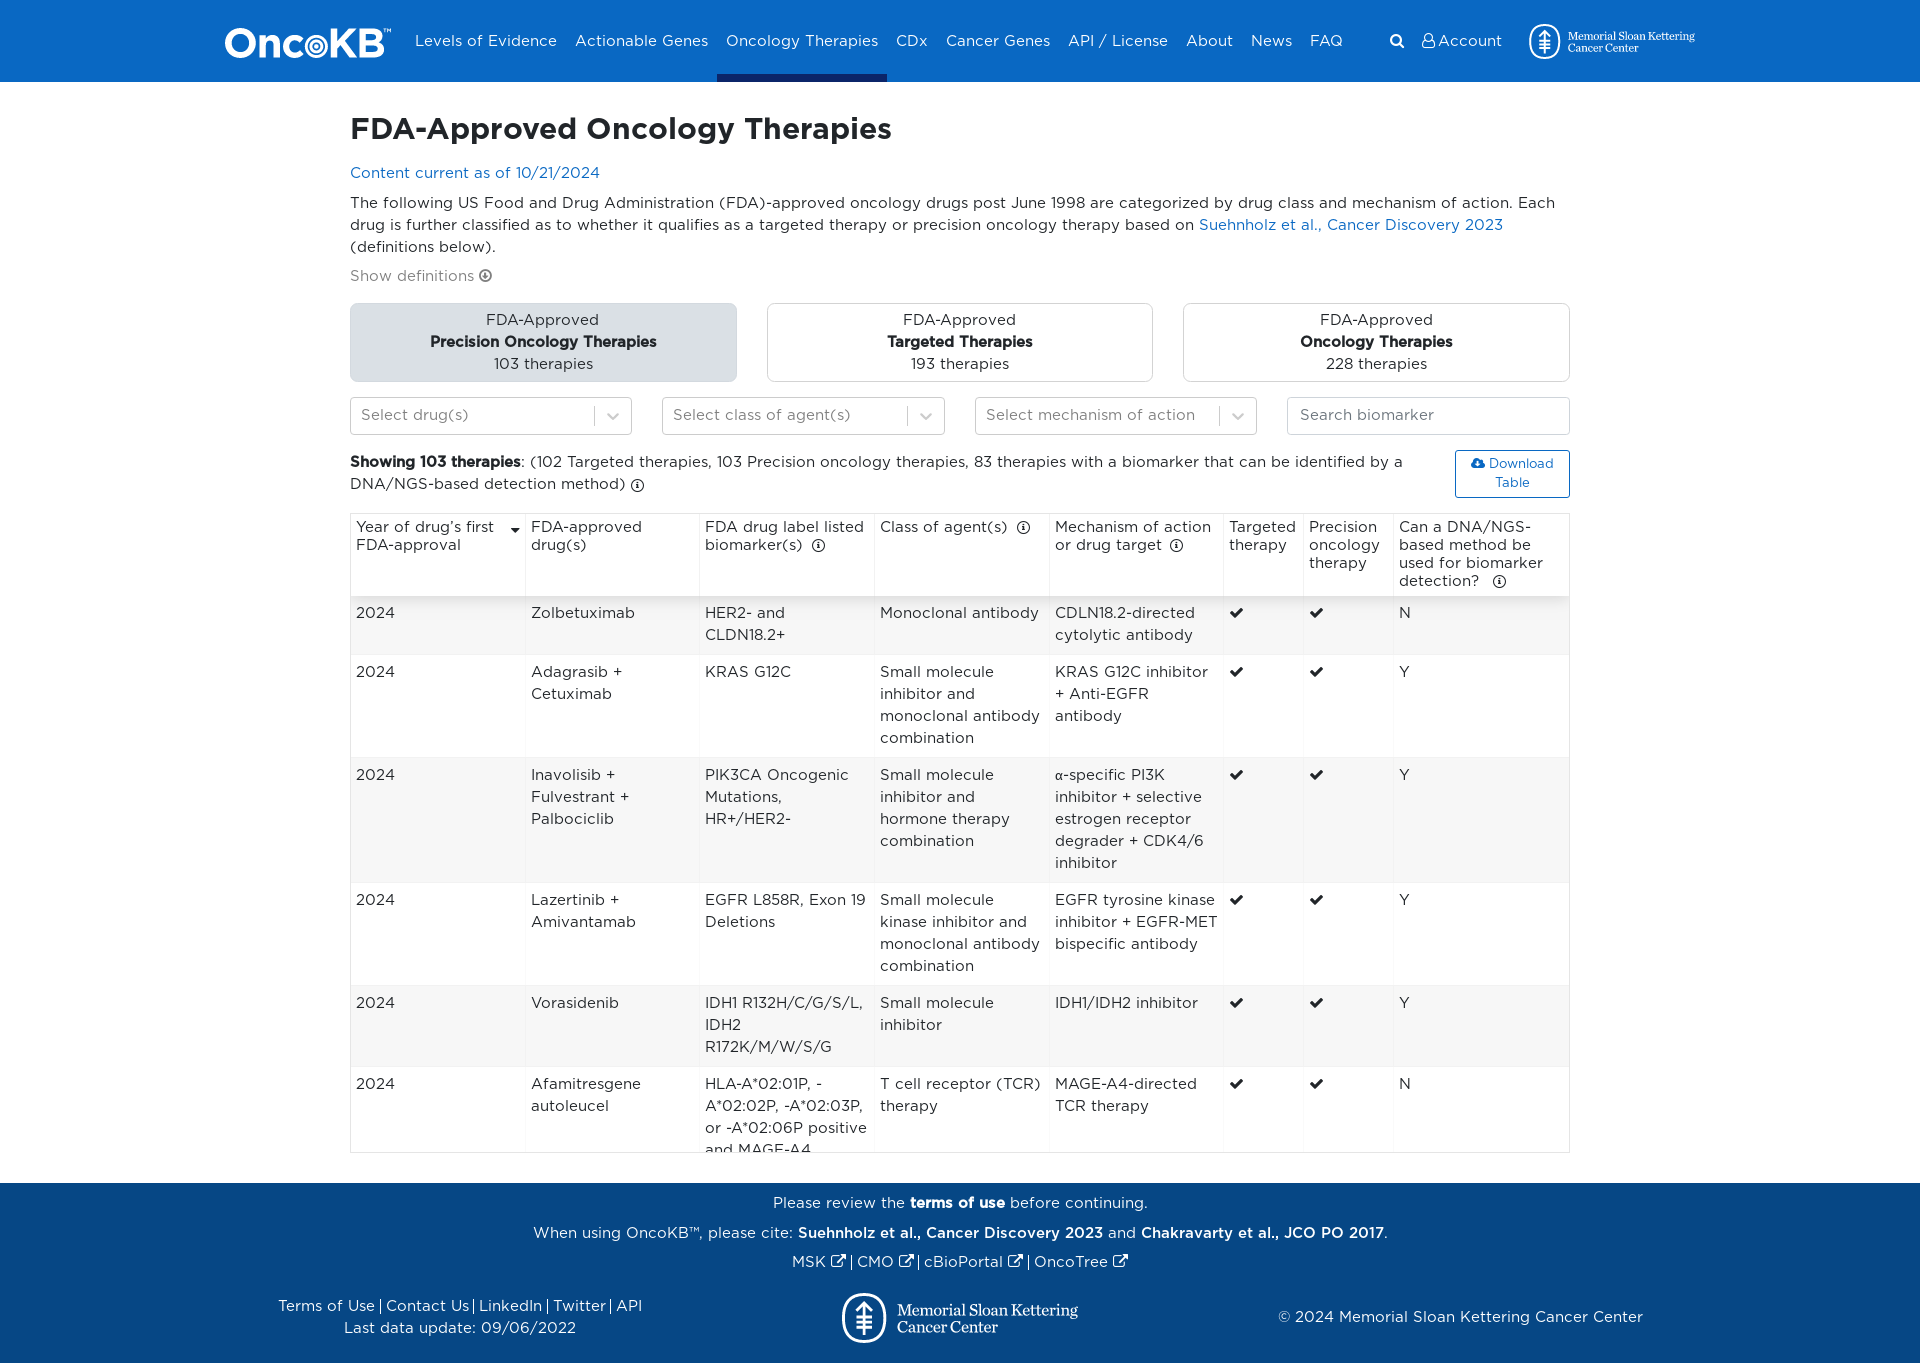 OncoKB™ Levels of Evidence Actionable Genes Oncology Therapies CDx Cancer Genes API / License About News FAQ Account Memorial Sloan Kettering
Cancer Center
FDA-Approved Oncology Therapies
Content current as of 10/21/2024
The following US Food and Drug Administration (FDA)-approved oncology drugs post June 1998 are categorized by drug class and mechanism of action. Each
drug is further classified as to whether it qualifies as a targeted therapy or precision oncology therapy based on Suehnholz et al., Cancer Discovery 2023
(definitions below).
Show definitions
FDA-Approved
Precision Oncology Therapies
103 therapies
FDA-Approved
Targeted Therapies
193 therapies
FDA-Approved
Oncology Therapies
228 therapies
Select drug(s) Select class of agent(s) Select mechanism of action Search biomarker
Showing 103 therapies: (102 Targeted therapies, 103 Precision oncology therapies, 83 therapies with a biomarker that can be identified by a
DNA/NGS-based detection method)
Download
Table
Year of drug's first
FDA-approval
FDA-approved
drug(s)
FDA drug label listed
biomarker(s)
Class of agent(s)
Mechanism of action
or drug target
Targeted
therapy
Precision
oncology
therapy
Can a DNA/NGS-
based method be
used for biomarker
detection?
2024
Zolbetuximab
HER2- and
CLDN18.2+
Monoclonal antibody
CDLN18.2-directed
cytolytic antibody
N
2024
Adagrasib +
Cetuximab
KRAS G12C
Small molecule
inhibitor and
monoclonal antibody
combination
KRAS G12C inhibitor
+ Anti-EGFR
antibody
Y
2024
Inavolisib +
Fulvestrant +
Palbociclib
PIK3CA Oncogenic
Mutations,
HR+/HER2-
Small molecule
inhibitor and
hormone therapy
combination
α-specific PI3K
inhibitor + selective
estrogen receptor
degrader + CDK4/6
inhibitor
Y
2024
Lazertinib +
Amivantamab
EGFR L858R, Exon 19
Deletions
Small molecule
kinase inhibitor and
monoclonal antibody
combination
EGFR tyrosine kinase
inhibitor + EGFR-MET
bispecific antibody
Y
2024
Vorasidenib
IDH1 R132H/C/G/S/L,
IDH2
R172K/M/W/S/G
Small molecule
inhibitor
IDH1/IDH2 inhibitor
Y
2024
Afamitresgene
autoleucel
HLA-A*02:01P, -
A*02:02P, -A*02:03P,
or -A*02:06P positive
and MAGE-A4
T cell receptor (TCR)
therapy
MAGE-A4-directed
TCR therapy
N
Please review the terms of use before continuing.
When using OncoKB™, please cite: Suehnholz et al., Cancer Discovery 2023 and Chakravarty et al., JCO PO 2017.
MSK | CMO | cBioPortal | OncoTree
Terms of Use | Contact Us | LinkedIn | Twitter | API
Last data update: 09/06/2022
Memorial Sloan Kettering
Cancer Center
© 2024 Memorial Sloan Kettering Cancer Center